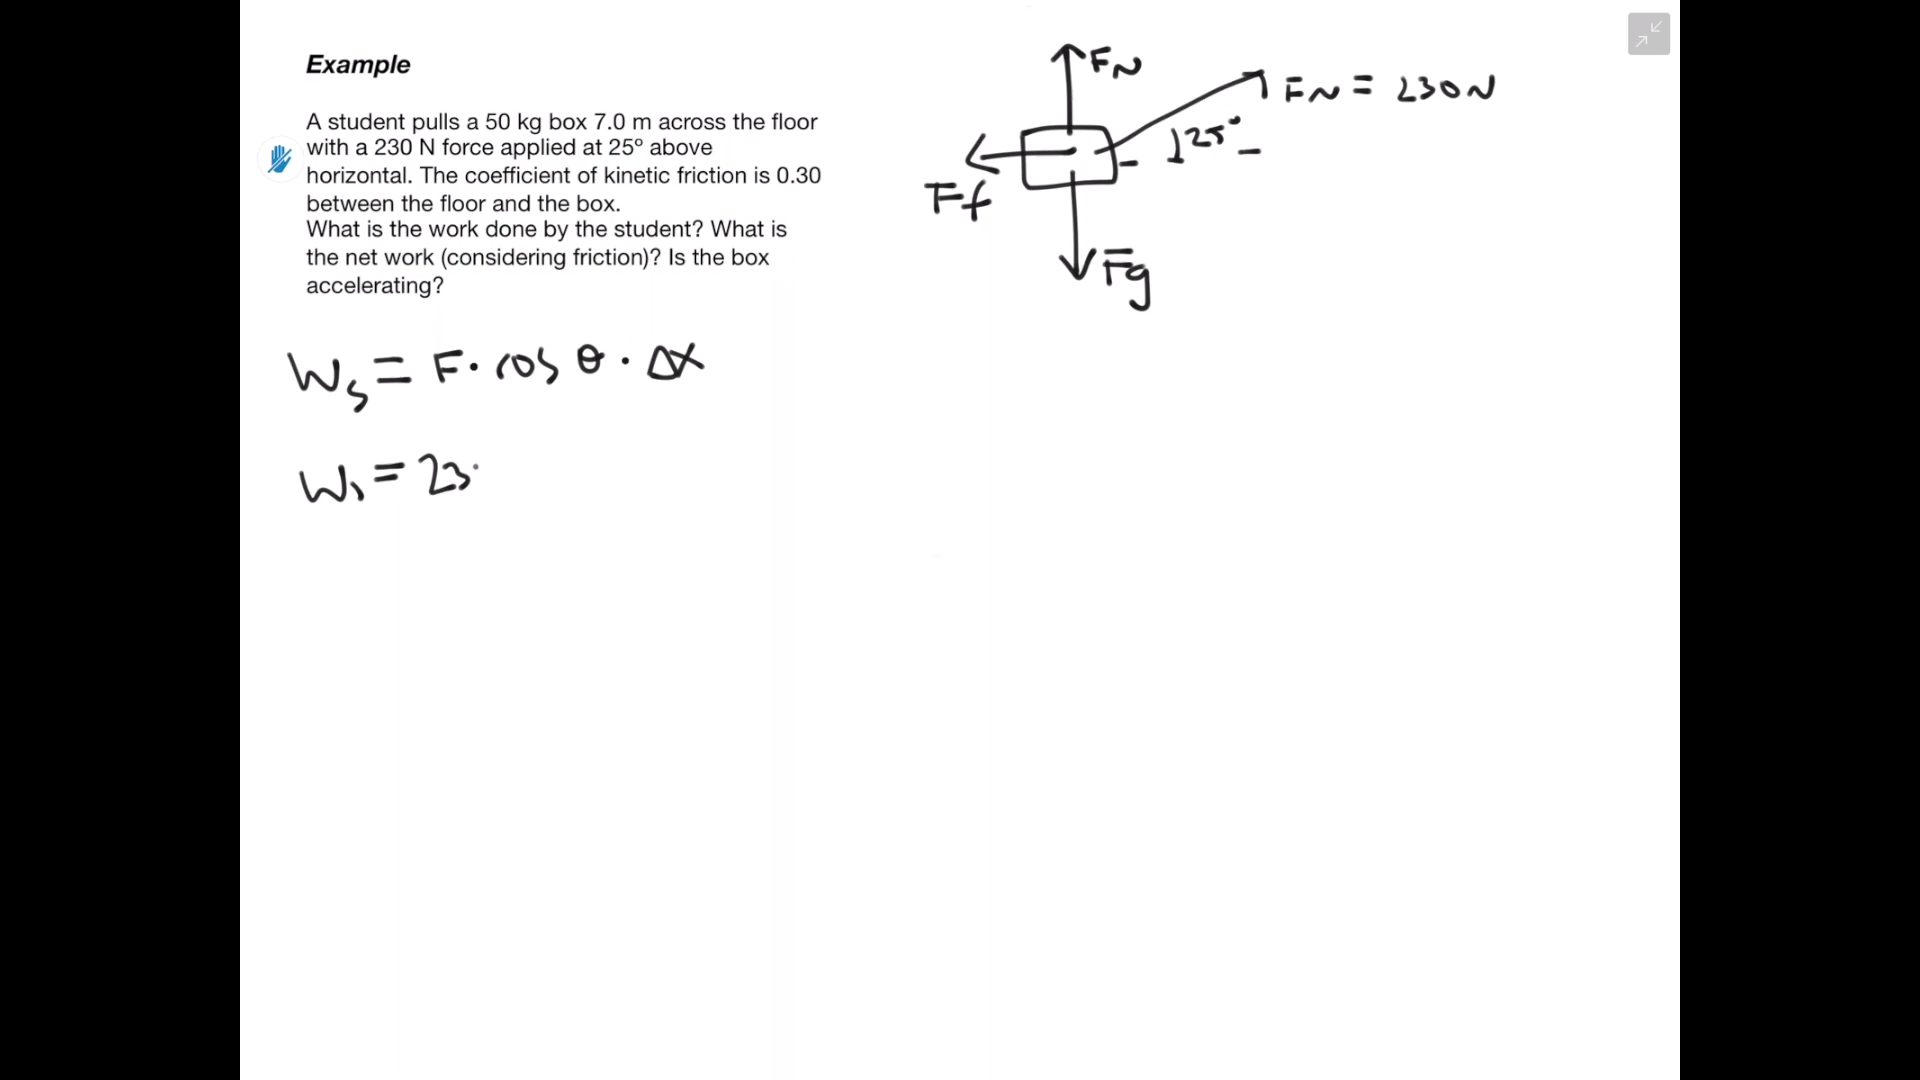 Example
A student pulls a 50 kg box 7.0 m across the floor
with a 230 N force applied at 25º above
horizontal. The coefficient of kinetic friction is 0.30
between the floor and the box.
What is the work done by the student? What is
the net work (considering friction)? Is the box
accelerating?
FN
FN = 230N
25°
Ff
Fg
Ws = F · cos θ · Δx
Ws = 23